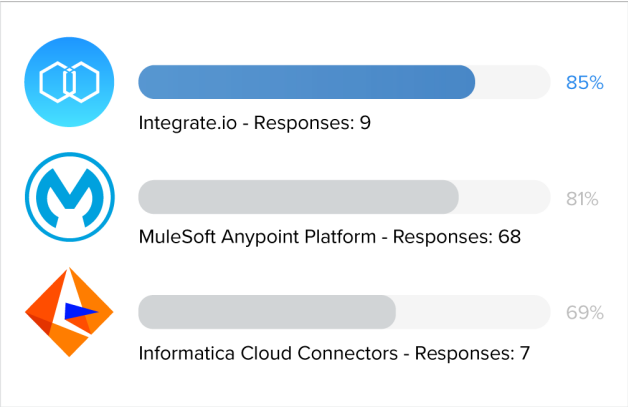 85%
Integrate.io - Responses: 9
81%
MuleSoft Anypoint Platform - Responses: 68
69%
Informatica Cloud Connectors - Responses: 7